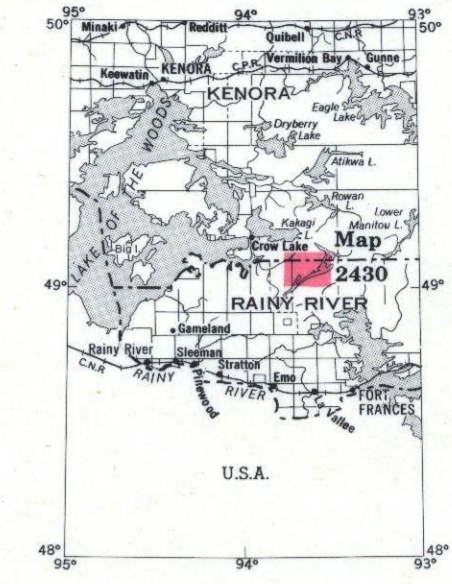 95° 94° 93°
50° 50°
Minaki
Redditt
Quibell
C.N.R
Keewatin
KENORA
C.P.R.
Vermilion Bay
Gunne
KENORA
Eagle Lake
Dryberry Lake
LAKE OF THE WOODS
Atikwa L.
Rowan L.
Lower Manitou L.
Kakagi L.
Crow Lake
Map
2430
Big I.
49° 49°
RAINY RIVER
Gameland
Rainy River
Sleeman
Stratton
C.N.R
RAINY RIVER
Pinewood
Emo
La Vallee
FORT FRANCES
U.S.A.
48° 48°
95° 94° 93°